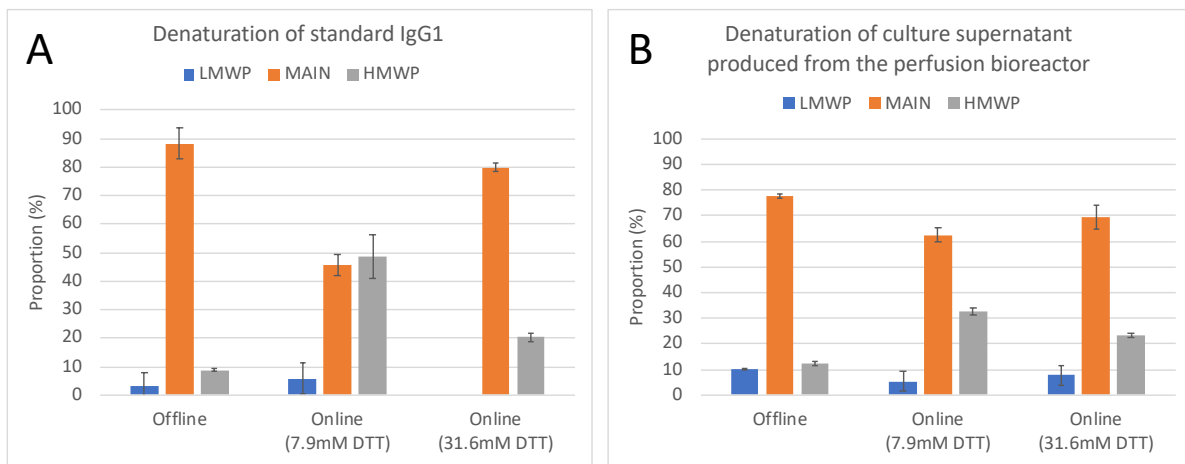 A
Denaturation of standard IgG1
LMWP MAIN HMWP
Proportion (%)
100
90
80
70
60
50
40
30
20
10
0
Offline
Online
(7.9mM DTT)
Online
(31.6mM DTT)
B
Denaturation of culture supernatant
produced from the perfusion bioreactor
LMWP MAIN HMWP
Proportion (%)
100
90
80
70
60
50
40
30
20
10
0
Offline
Online
(7.9mM DTT)
Online
(31.6mM DTT)